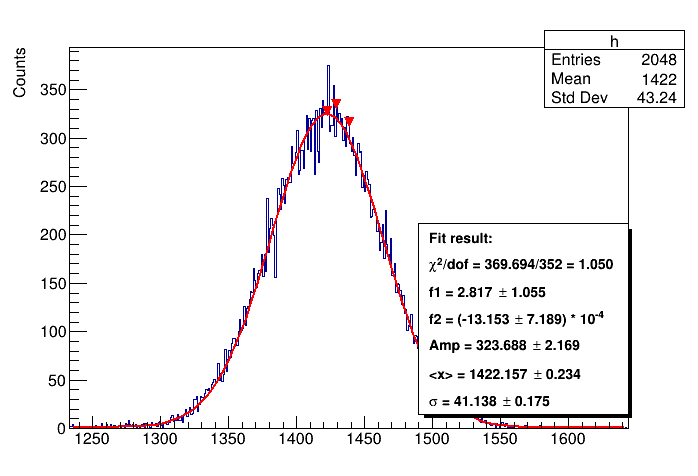 h
Entries 2048
Mean 1422
Std Dev 43.24
Counts
350
300
250
200
150
100
50
0
1250 1300 1350 1400 1450 1500 1550 1600
Fit result:
χ²/dof = 369.694/352 = 1.050
f1 = 2.817 ± 1.055
f2 = (-13.153 ± 7.189) * 10⁻⁴
Amp = 323.688 ± 2.169
<x> = 1422.157 ± 0.234
σ = 41.138 ± 0.175